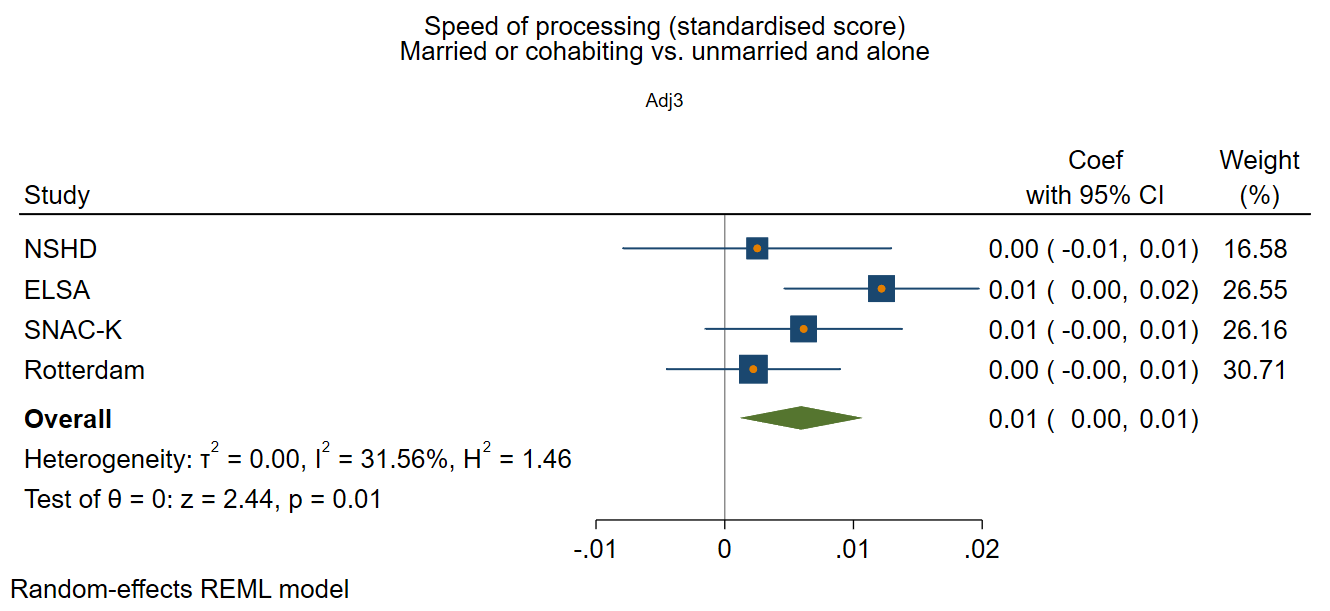 Speed of processing (standardised score)
Married or cohabiting vs. unmarried and alone
Adj3
Coef Weight
Study with 95% CI (%)
NSHD 0.00 ( -0.01, 0.01) 16.58
ELSA 0.01 ( 0.00, 0.02) 26.55
SNAC-K 0.01 ( -0.00, 0.01) 26.16
Rotterdam 0.00 ( -0.00, 0.01) 30.71
Overall 0.01 ( 0.00, 0.01)
Heterogeneity: τ² = 0.00, I² = 31.56%, H² = 1.46
Test of θ = 0: z = 2.44, p = 0.01
-.01 0 .01 .02
Random-effects REML model